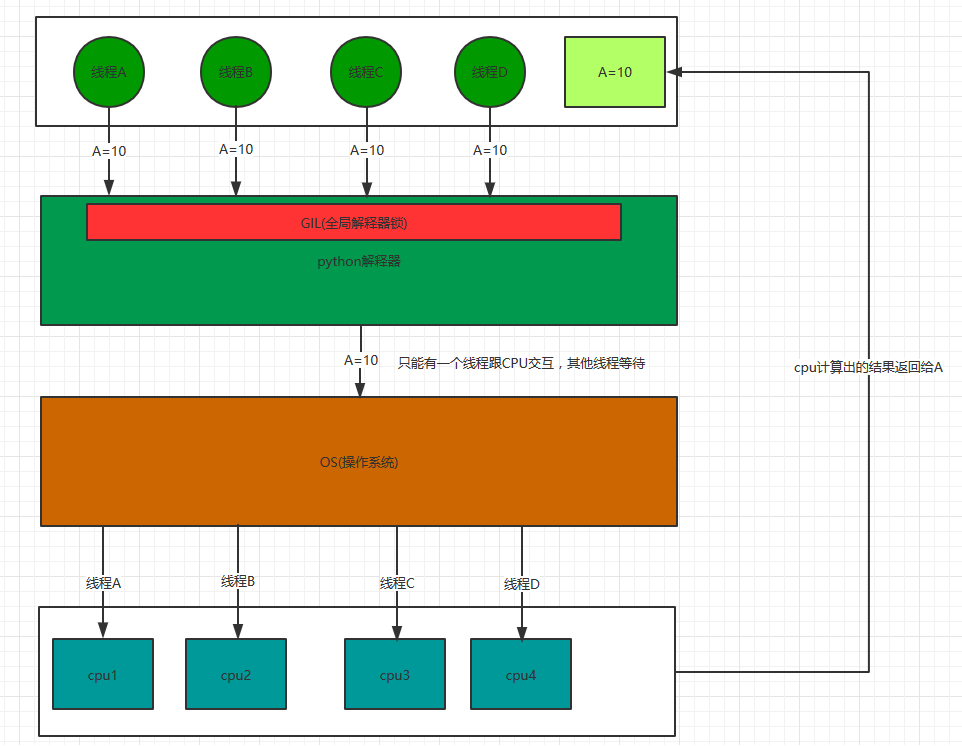 线程A
线程B
线程C
线程D
A=10
A=10
A=10
A=10
A=10
GIL(全局解释器锁)
python解释器
A=10
只能有一个线程跟CPU交互，其他线程等待
cpu计算出的结果返回给A
OS(操作系统)
线程A
线程B
线程C
线程D
cpu1
cpu2
cpu3
cpu4